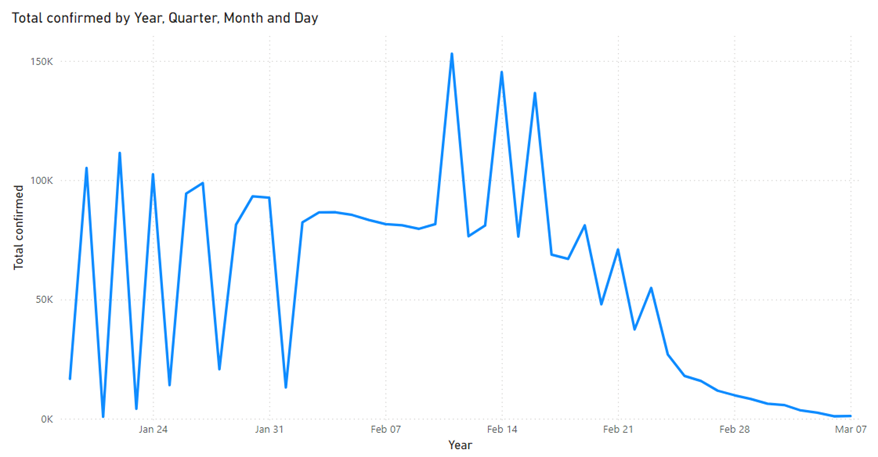 Total confirmed by Year, Quarter, Month and Day
150K
100K
50K
0K
Total confirmed
Jan 24 Jan 31 Feb 07 Feb 14 Feb 21 Feb 28 Mar 07
Year